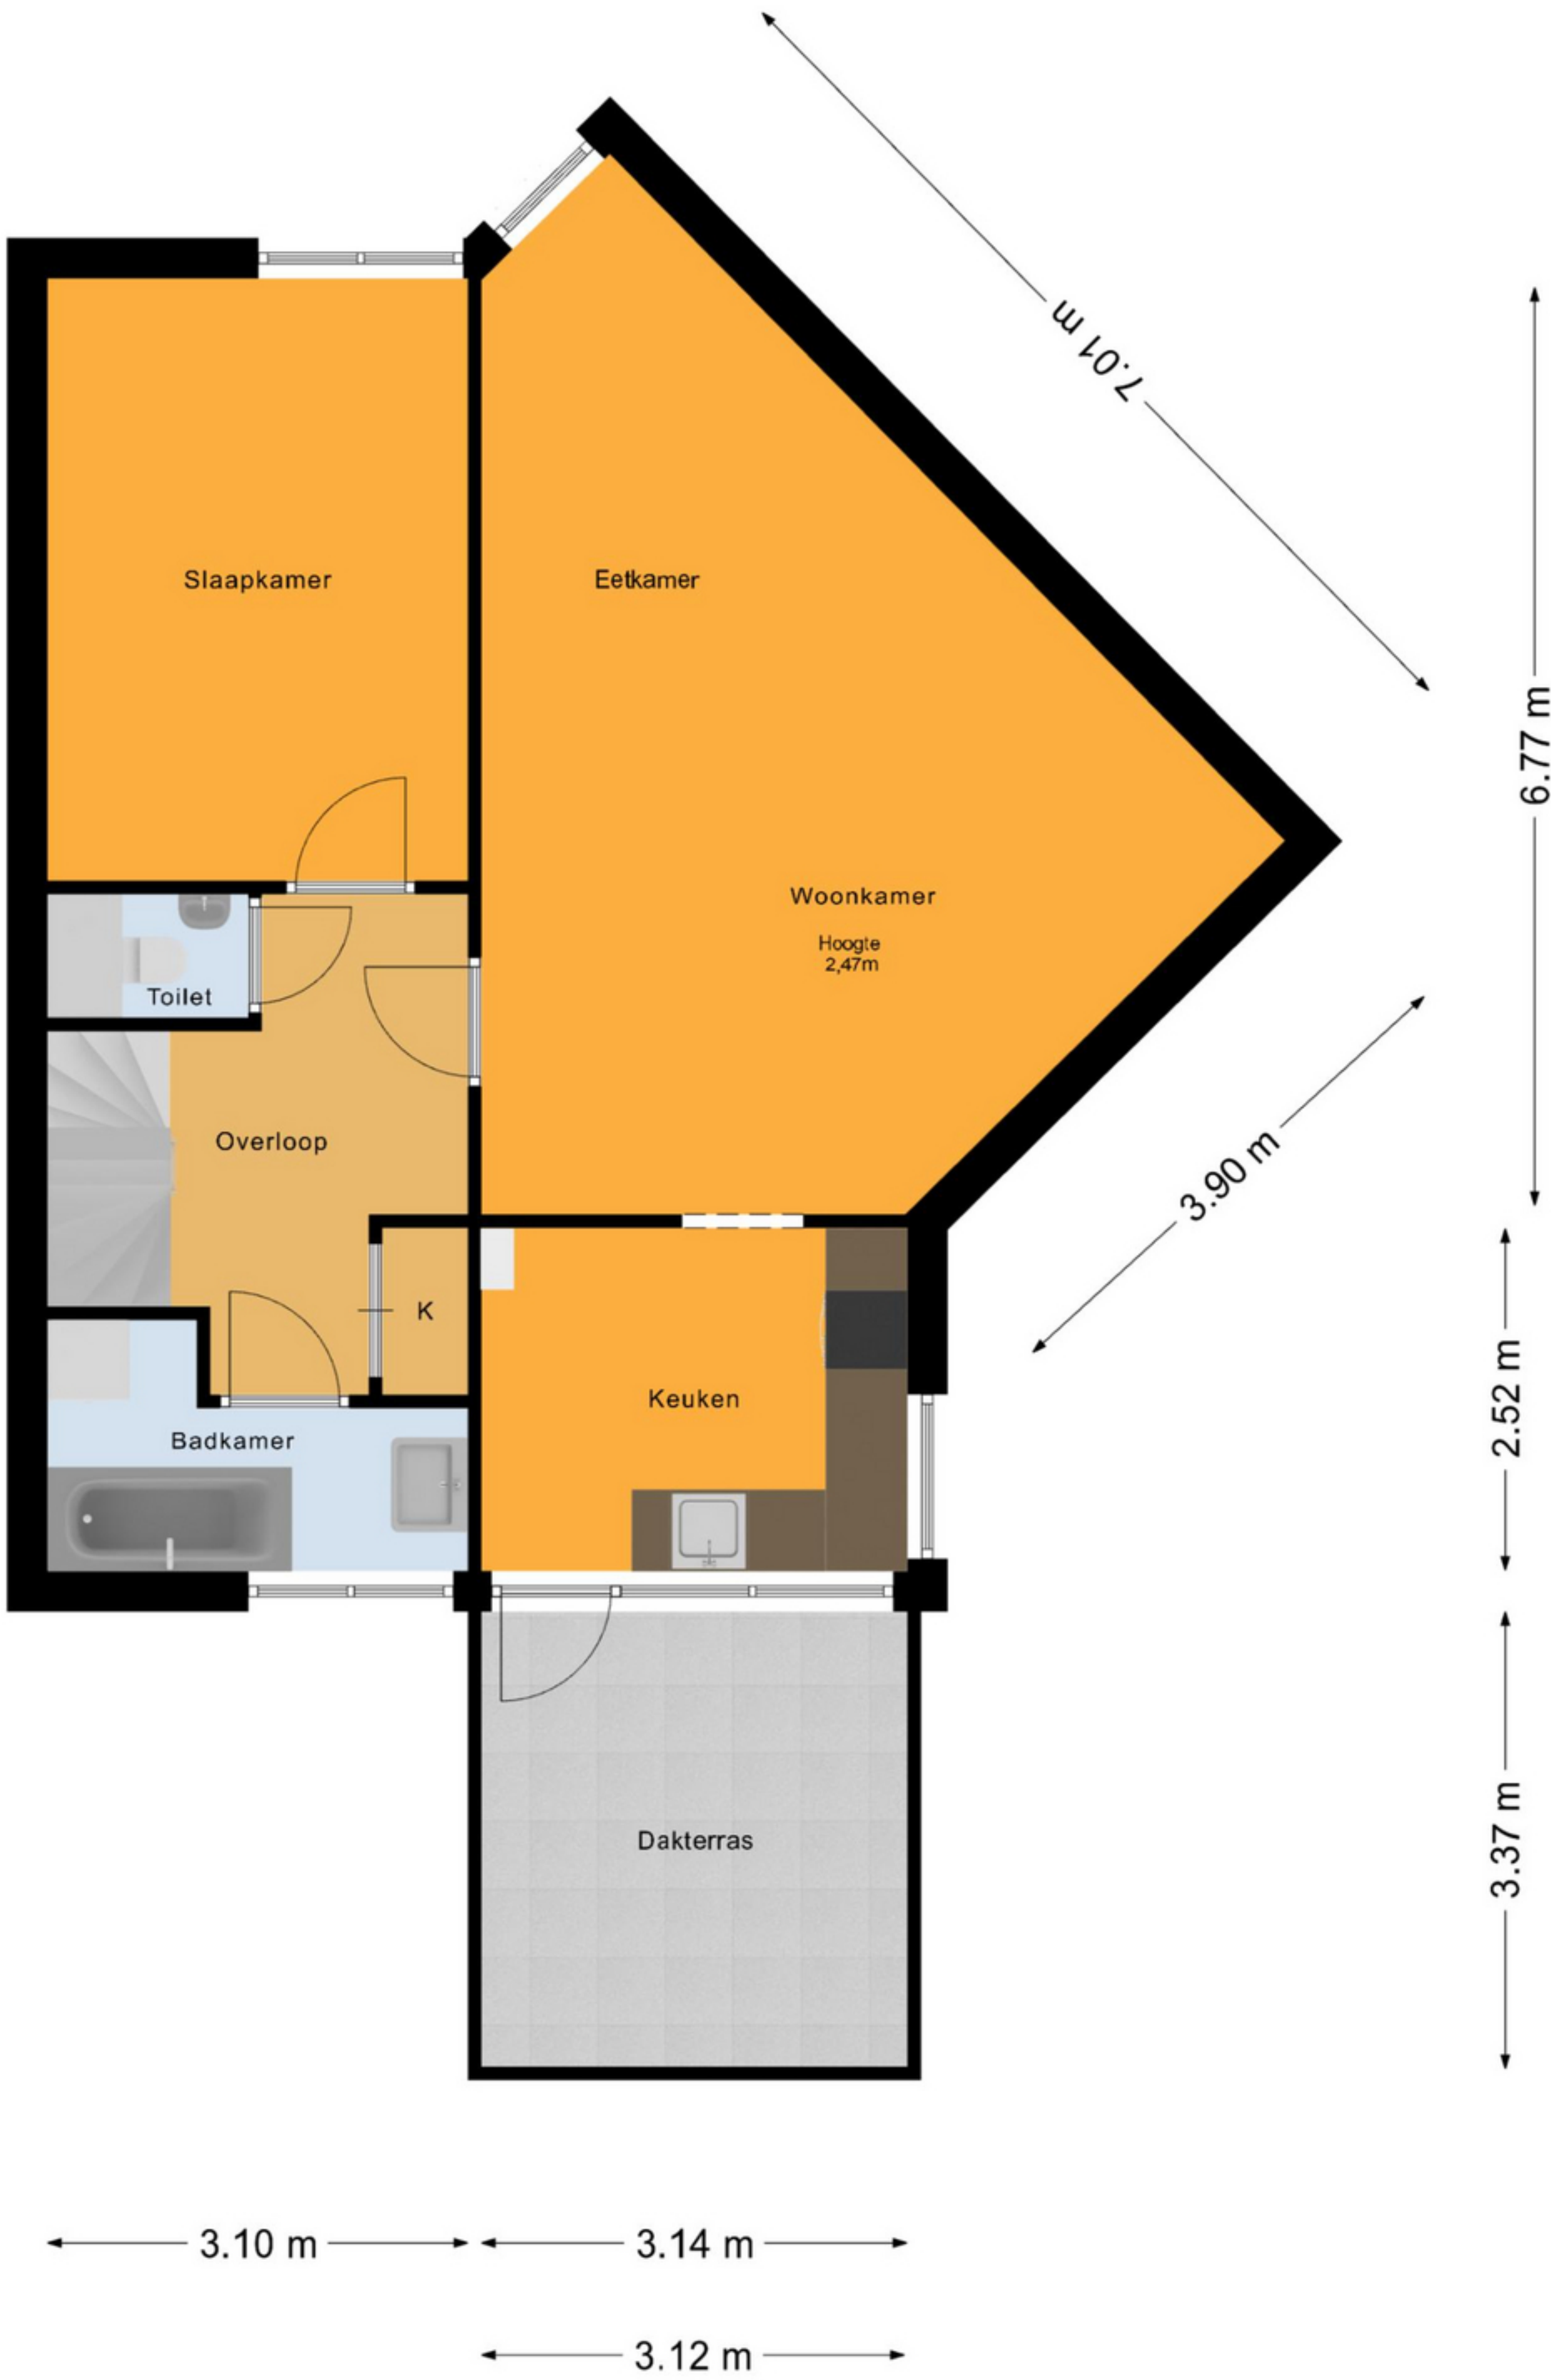 7.01 m
Slaapkamer
Eetkamer
6.77 m
Woonkamer
Hoogte
2,47m
Toilet
Overloop
3.90 m
K
Keuken
2.52 m
Badkamer
Dakterras
3.37 m
3.10 m
3.14 m
3.12 m